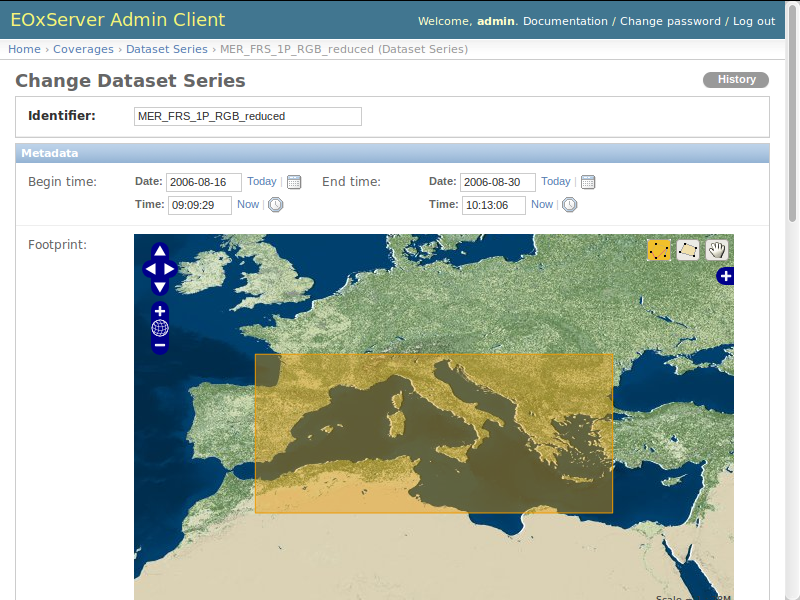 EOxServer Admin Client
Welcome, admin. Documentation / Change password / Log out
Home › Coverages › Dataset Series › MER_FRS_1P_RGB_reduced (Dataset Series)
Change Dataset Series
History
Identifier: MER_FRS_1P_RGB_reduced
Metadata
Begin time: Date: 2006-08-16 Today | End time: Date: 2006-08-30 Today |
Time: 09:09:29 Now | Time: 10:13:06 Now |
Footprint: